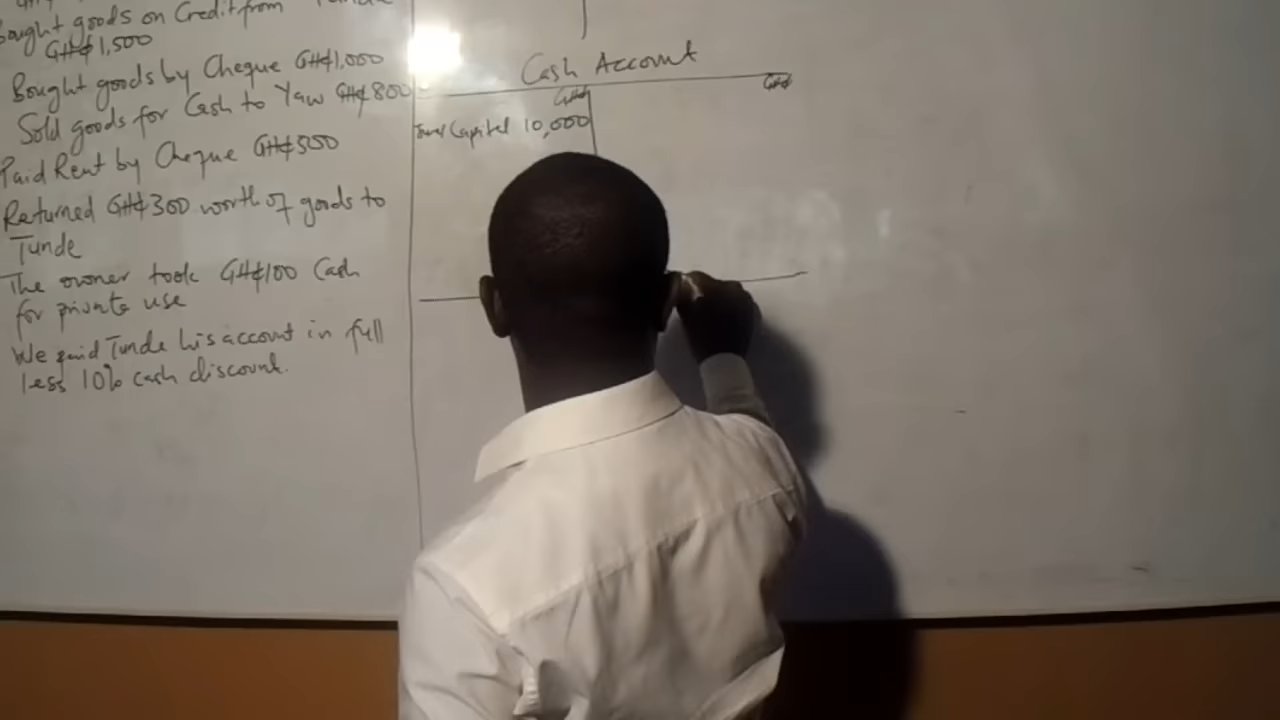 ought goods on Credit from
GH¢1,500
Bought goods by Cheque GH¢1,000
Sold goods for Cash to Yaw GH¢800
Paid Rent by Cheque GH¢500
Returned GH¢300 worth of goods to
Tunde
The owner took GH¢100 Cash
for private use
We paid Tunde his account in full
less 10% cash discount.
Cash Account
GH¢ GH¢
Capital 10,000